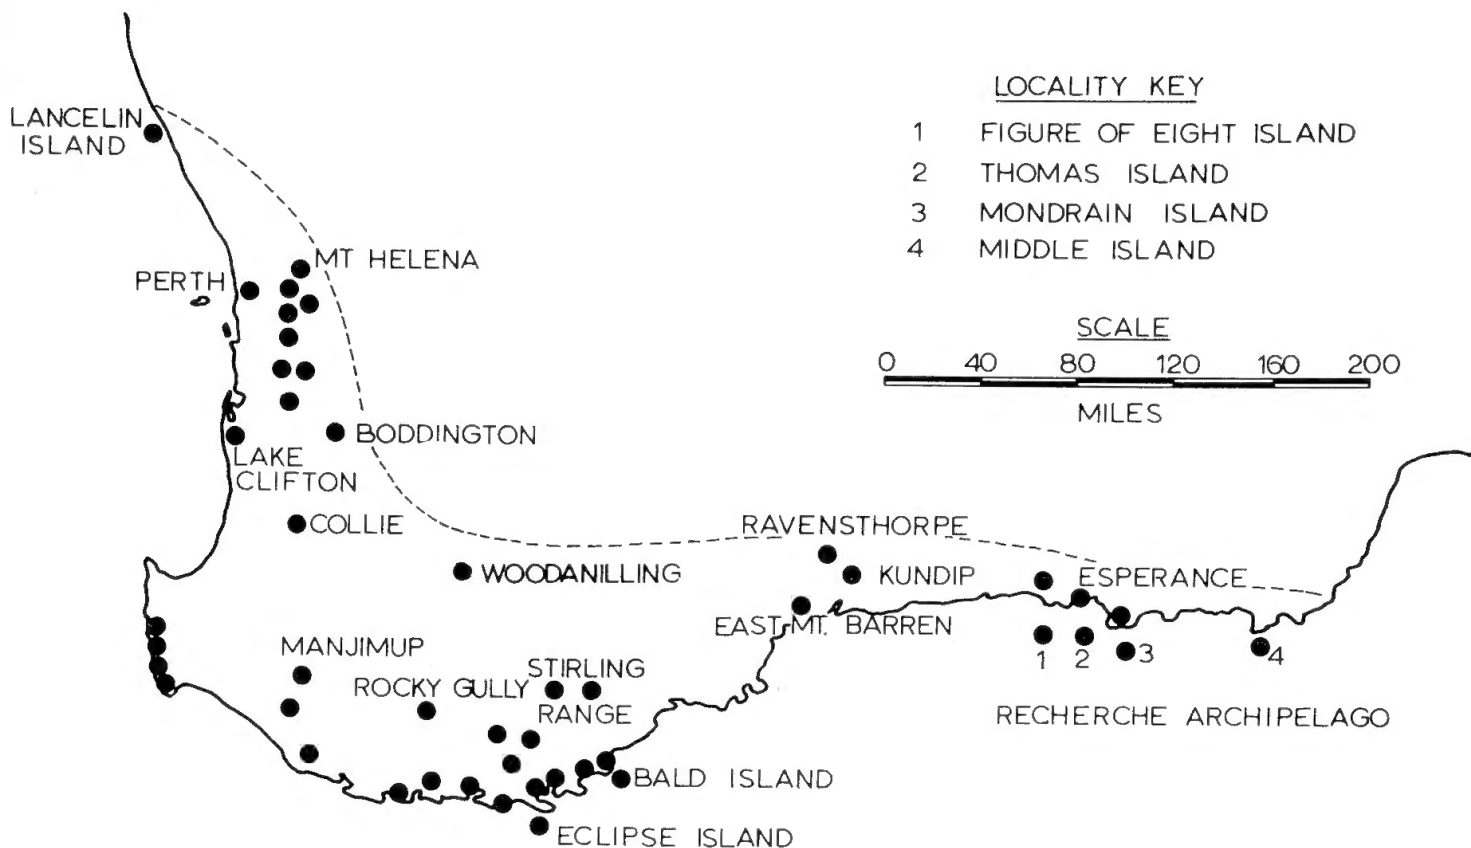 LANCELIN
ISLAND
LOCALITY KEY
1 FIGURE OF EIGHT ISLAND
2 THOMAS ISLAND
3 MONDRAIN ISLAND
4 MIDDLE ISLAND
MT HELENA
PERTH
SCALE
0 40 80 120 160 200
MILES
BODDINGTON
LAKE
CLIFTON
COLLIE
RAVENSTHORPE
WOODANILLING
KUNDIP
ESPERANCE
EAST MT. BARREN
1 2 3 4
MANJIMUP
STIRLING
RANGE
ROCKY GULLY
RECHERCHE ARCHIPELAGO
BALD ISLAND
ECLIPSE ISLAND